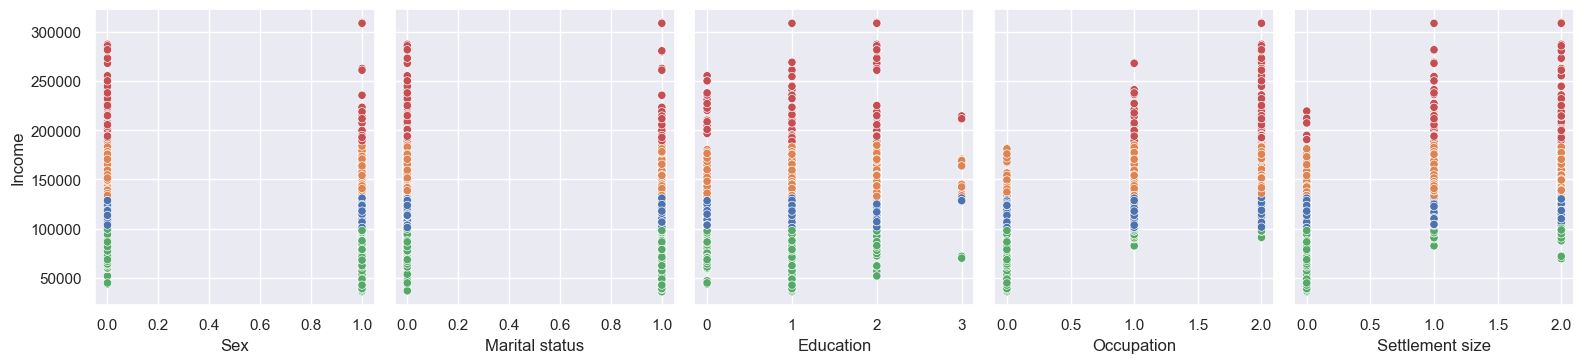 300000
250000
200000
150000
100000
50000
Income
0.0 0.2 0.4 0.6 0.8 1.0
Sex
0.0 0.2 0.4 0.6 0.8 1.0
Marital status
0 1 2 3
Education
0.0 0.5 1.0 1.5 2.0
Occupation
0.0 0.5 1.0 1.5 2.0
Settlement size